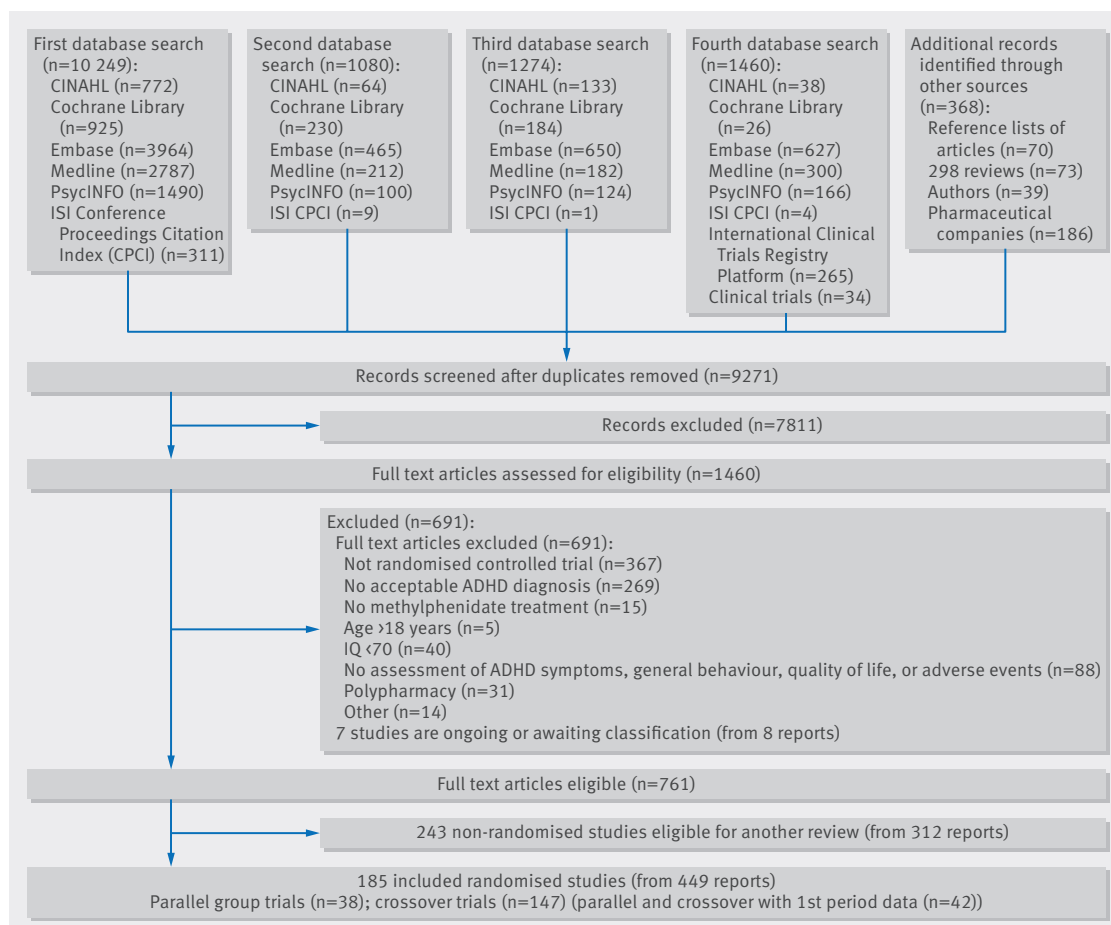 First database search
(n=10 249):
CINAHL (n=772)
Cochrane Library
(n=925)
Embase (n=3964)
Medline (n=2787)
PsycINFO (n=1490)
ISI Conference
Proceedings Citation
Index (CPCI) (n=311)
Second database
search (n=1080):
CINAHL (n=64)
Cochrane Library
(n=230)
Embase (n=465)
Medline (n=212)
PsycINFO (n=100)
ISI CPCI (n=9)
Third database search
(n=1274):
CINAHL (n=133)
Cochrane Library
(n=184)
Embase (n=650)
Medline (n=182)
PsycINFO (n=124)
ISI CPCI (n=1)
Fourth database search
(n=1460):
CINAHL (n=38)
Cochrane Library
(n=26)
Embase (n=627)
Medline (n=300)
PsycINFO (n=166)
ISI CPCI (n=4)
International Clinical
Trials Registry
Platform (n=265)
Clinical trials (n=34)
Additional records
identified through
other sources
(n=368):
Reference lists of
articles (n=70)
298 reviews (n=73)
Authors (n=39)
Pharmaceutical
companies (n=186)
Records screened after duplicates removed (n=9271)
Records excluded (n=7811)
Full text articles assessed for eligibility (n=1460)
Excluded (n=691):
Full text articles excluded (n=691):
Not randomised controlled trial (n=367)
No acceptable ADHD diagnosis (n=269)
No methylphenidate treatment (n=15)
Age >18 years (n=5)
IQ <70 (n=40)
No assessment of ADHD symptoms, general behaviour, quality of life, or adverse events (n=88)
Polypharmacy (n=31)
Other (n=14)
7 studies are ongoing or awaiting classification (from 8 reports)
Full text articles eligible (n=761)
243 non-randomised studies eligible for another review (from 312 reports)
185 included randomised studies (from 449 reports)
Parallel group trials (n=38); crossover trials (n=147) (parallel and crossover with 1st period data (n=42))